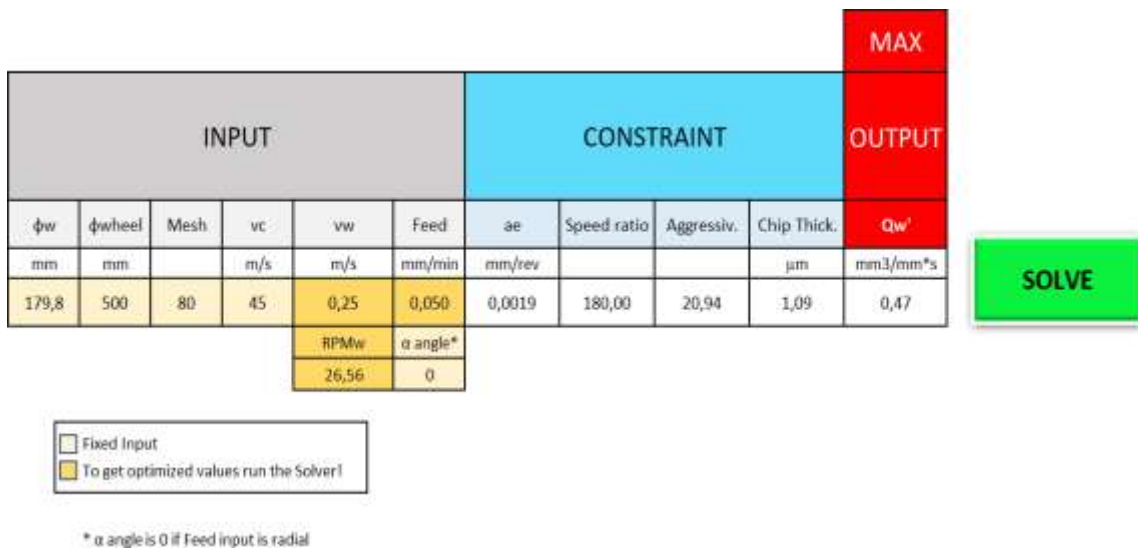 MAX
INPUT CONSTRAINT OUTPUT
ϕw ϕwheel Mesh vc vw Feed ae Speed ratio Aggressiv. Chip Thick. Qw'
mm mm m/s m/s mm/min mm/rev μm mm3/mm*s
179,8 500 80 45 0,25 0,050 0,0019 180,00 20,94 1,09 0,47
SOLVE
RPMw α angle*
26,56 0
Fixed Input
To get optimized values run the Solver!
* α angle is 0 if Feed input is radial